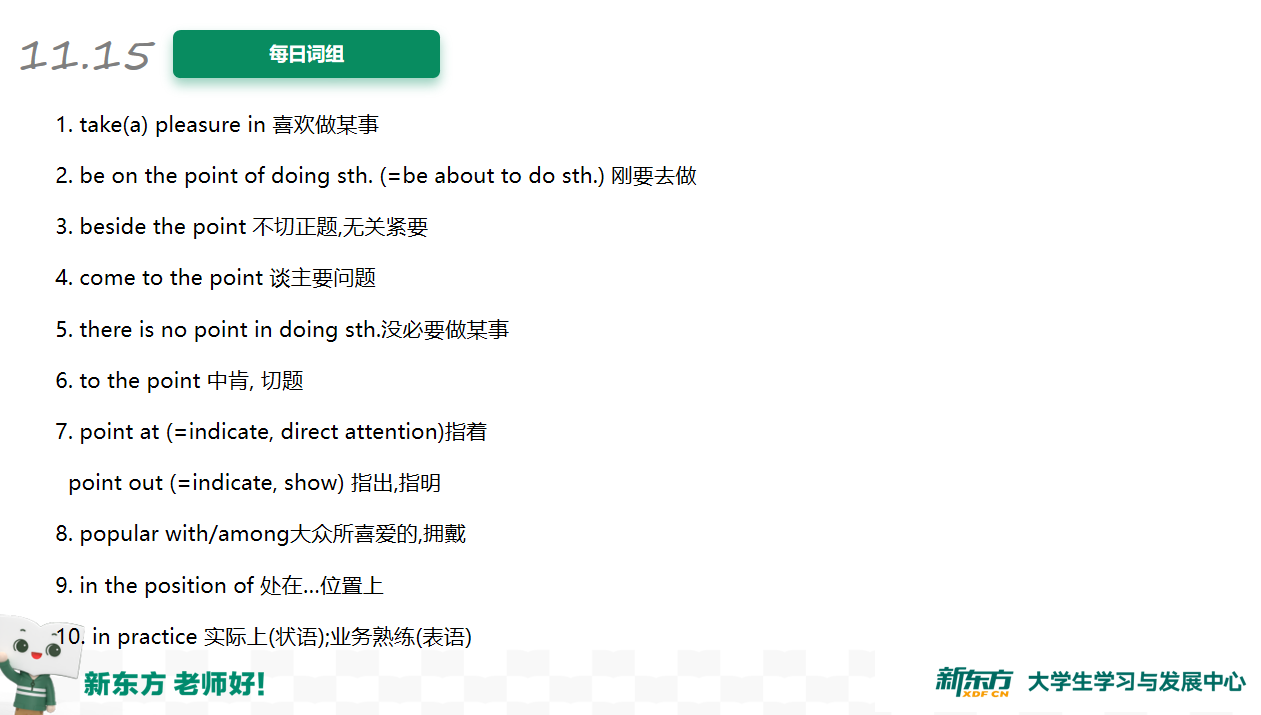 11.15
每日词组
1. take(a) pleasure in 喜欢做某事
2. be on the point of doing sth. (=be about to do sth.) 刚要去做
3. beside the point 不切正题,无关紧要
4. come to the point 谈主要问题
5. there is no point in doing sth.没必要做某事
6. to the point 中肯, 切题
7. point at (=indicate, direct attention)指着
point out (=indicate, show) 指出,指明
8. popular with/among大众所喜爱的,拥戴
9. in the position of 处在…位置上
10. in practice 实际上(状语);业务熟练(表语)
新东方 老师好!
新东方 XDF.CN 大学生学习与发展中心